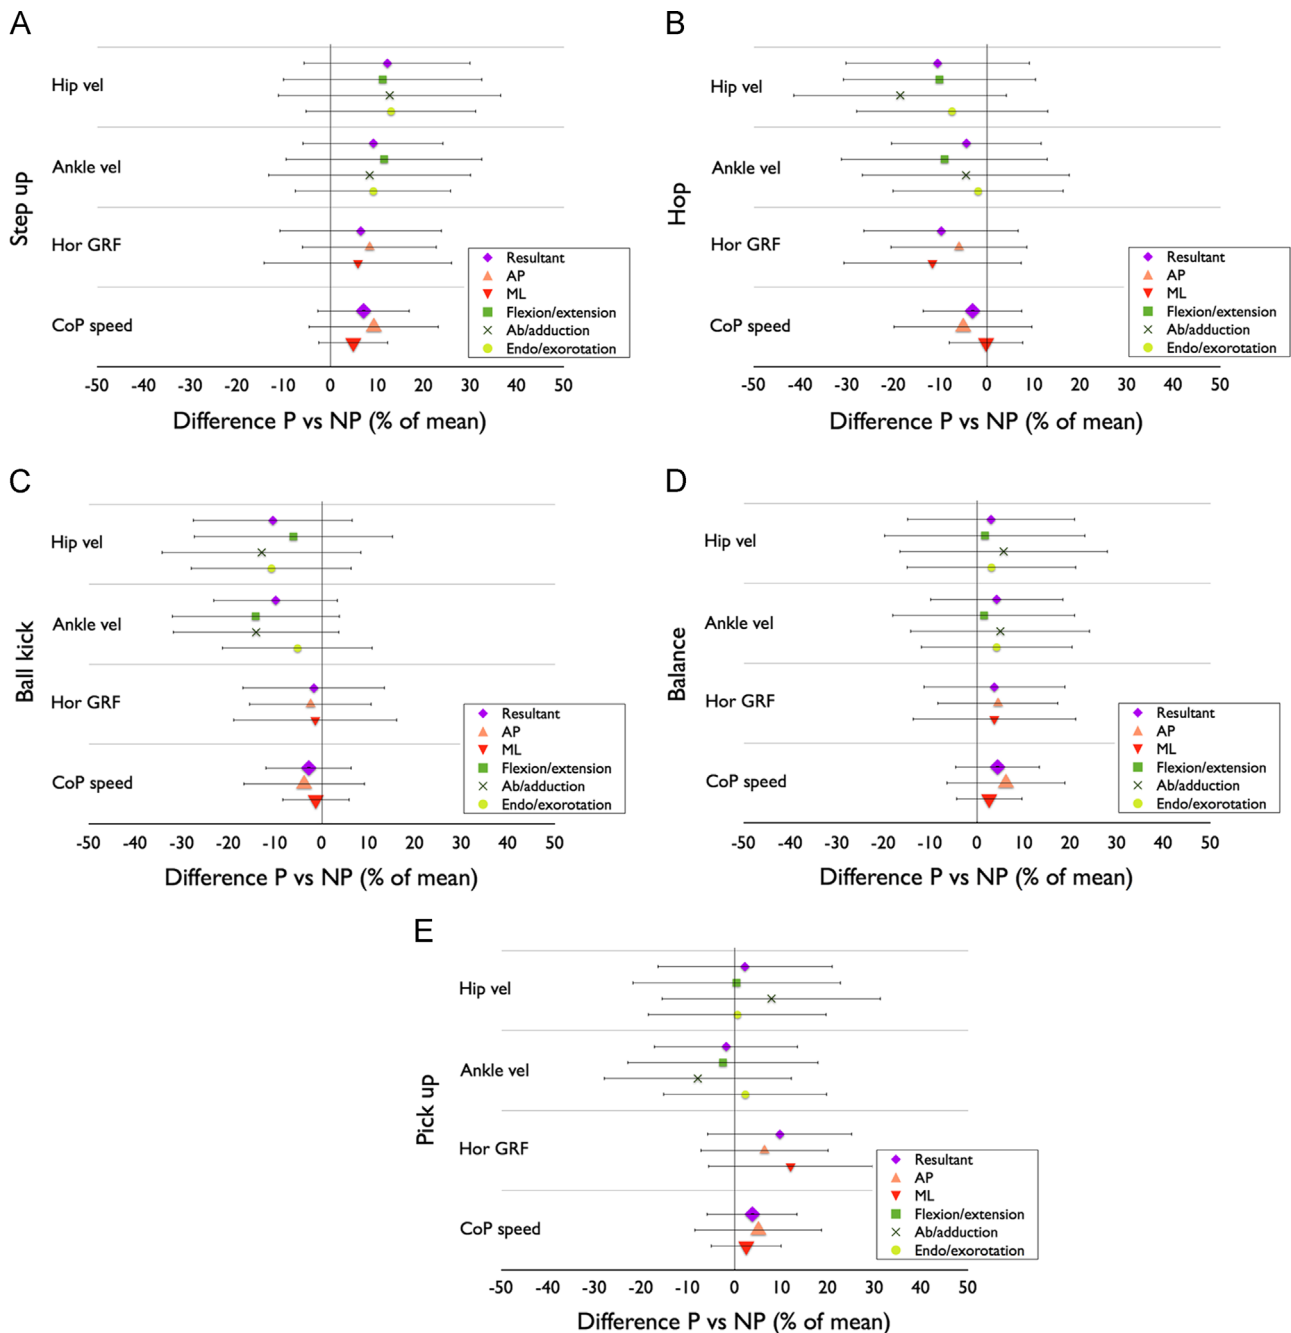 A
Step up
Hip vel
Ankle vel
Hor GRF
CoP speed
Resultant
AP
ML
Flexion/extension
Ab/adduction
Endo/exorotation
-50 -40 -30 -20 -10 0 10 20 30 40 50
Difference P vs NP (% of mean)
B
Hop
Hip vel
Ankle vel
Hor GRF
CoP speed
Resultant
AP
ML
Flexion/extension
Ab/adduction
Endo/exorotation
-50 -40 -30 -20 -10 0 10 20 30 40 50
Difference P vs NP (% of mean)
C
Ball kick
Hip vel
Ankle vel
Hor GRF
CoP speed
Resultant
AP
ML
Flexion/extension
Ab/adduction
Endo/exorotation
-50 -40 -30 -20 -10 0 10 20 30 40 50
Difference P vs NP (% of mean)
D
Balance
Hip vel
Ankle vel
Hor GRF
CoP speed
Resultant
AP
ML
Flexion/extension
Ab/adduction
Endo/exorotation
-50 -40 -30 -20 -10 0 10 20 30 40 50
Difference P vs NP (% of mean)
E
Pick up
Hip vel
Ankle vel
Hor GRF
CoP speed
Resultant
AP
ML
Flexion/extension
Ab/adduction
Endo/exorotation
-50 -40 -30 -20 -10 0 10 20 30 40 50
Difference P vs NP (% of mean)